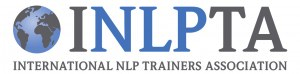 INLPTA
INTERNATIONAL NLP TRAINERS ASSOCIATION